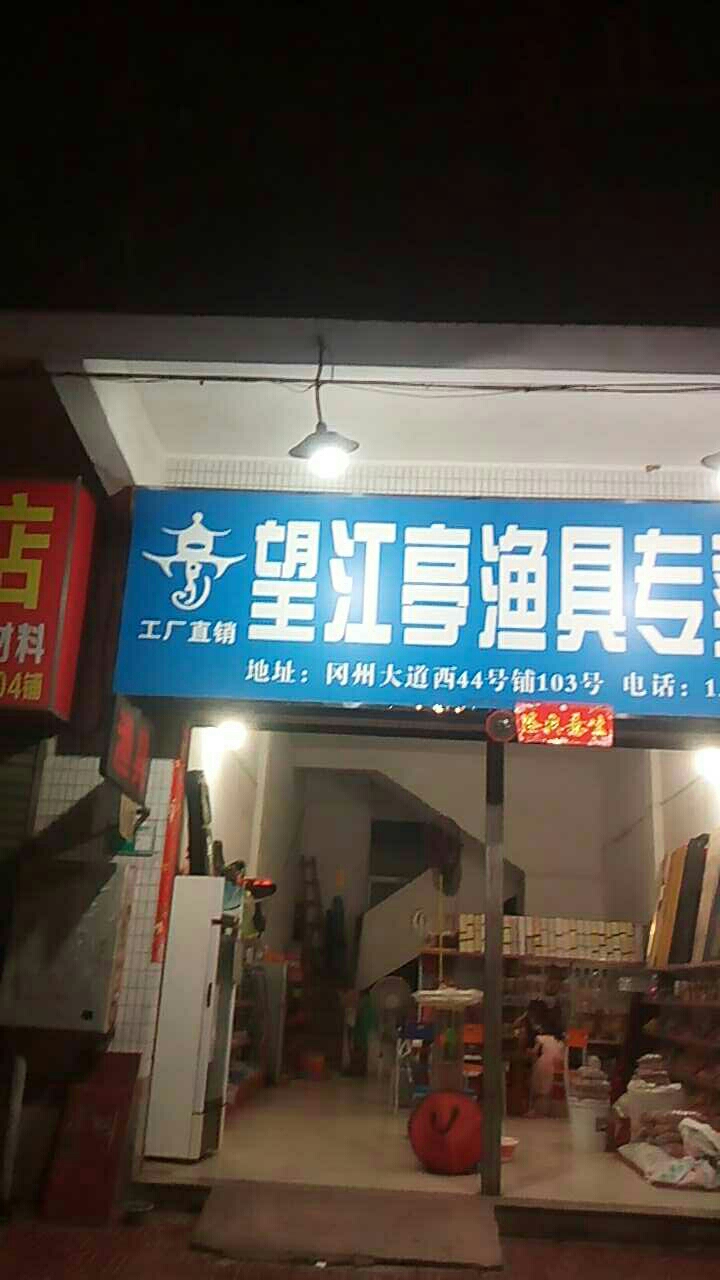 望江亭渔具专
工厂直销
地址：冈州大道西44号铺103号 电话：1
店
材料
04铺